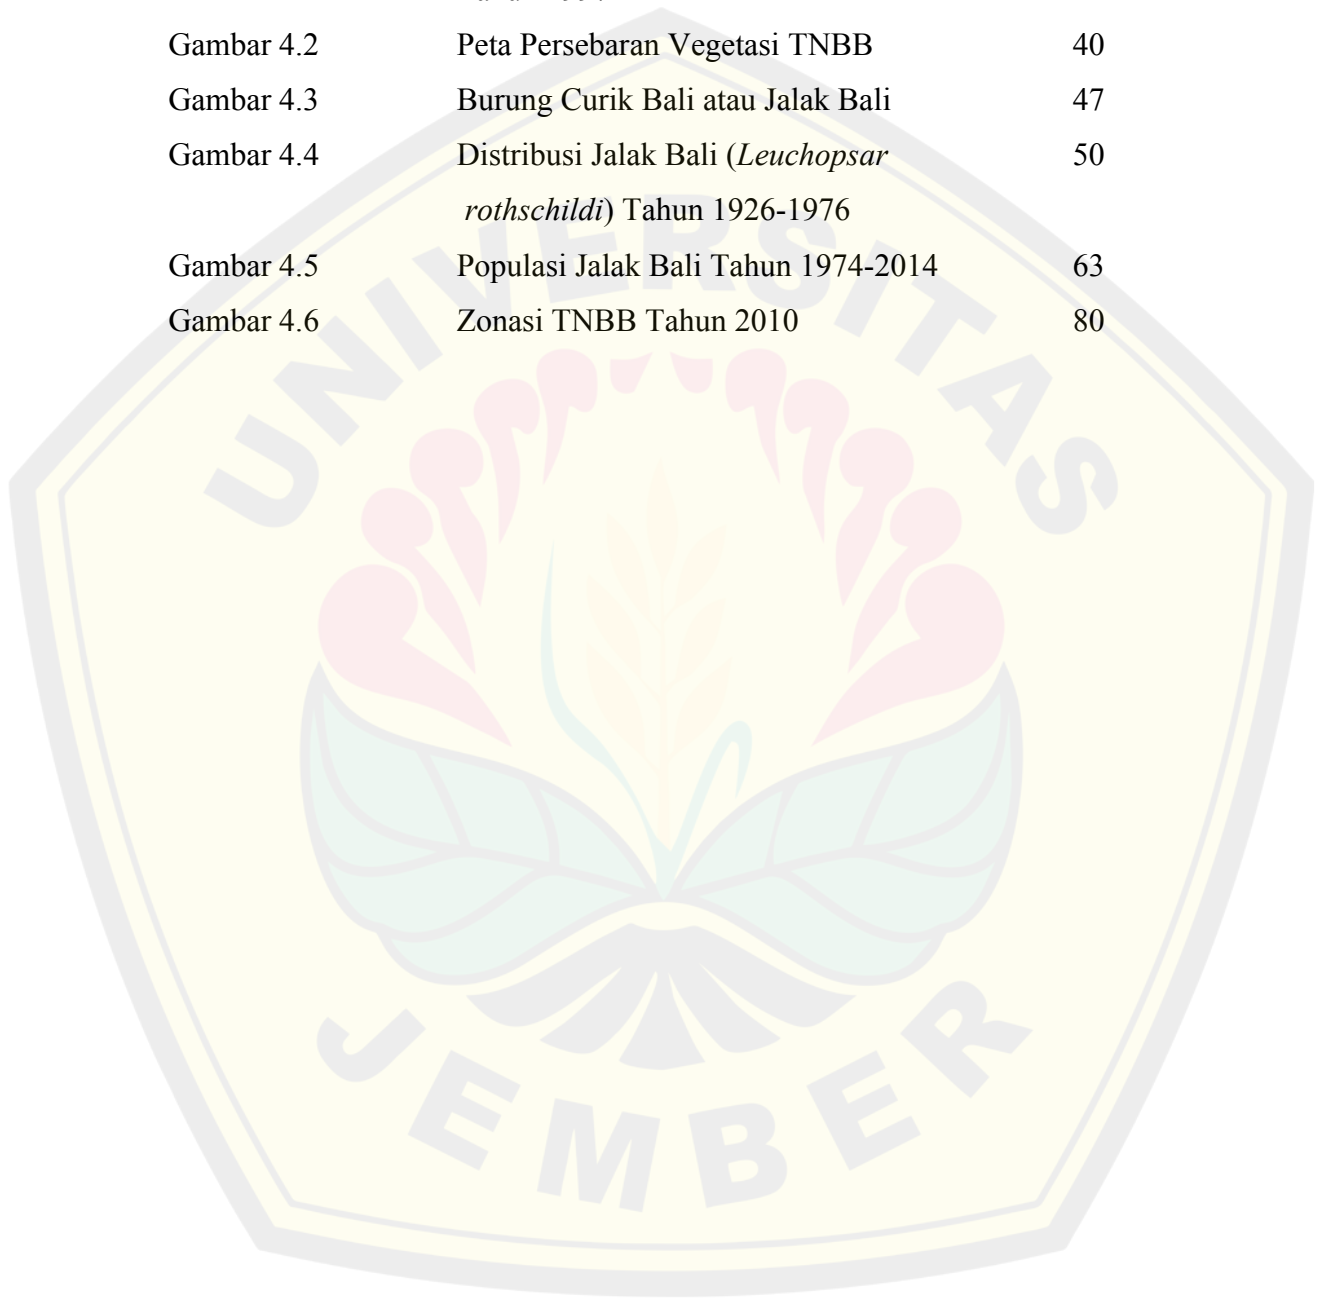 Gambar 4.2 Peta Persebaran Vegetasi TNBB 40
Gambar 4.3 Burung Curik Bali atau Jalak Bali 47
Gambar 4.4 Distribusi Jalak Bali (Leuchopsar 50
rothschildi) Tahun 1926-1976
Gambar 4.5 Populasi Jalak Bali Tahun 1974-2014 63
Gambar 4.6 Zonasi TNBB Tahun 2010 80
UNIVERSITAS
JEMBER